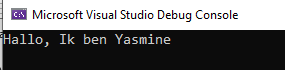 Microsoft Visual Studio Debug Console
Hallo, Ik ben Yasmine